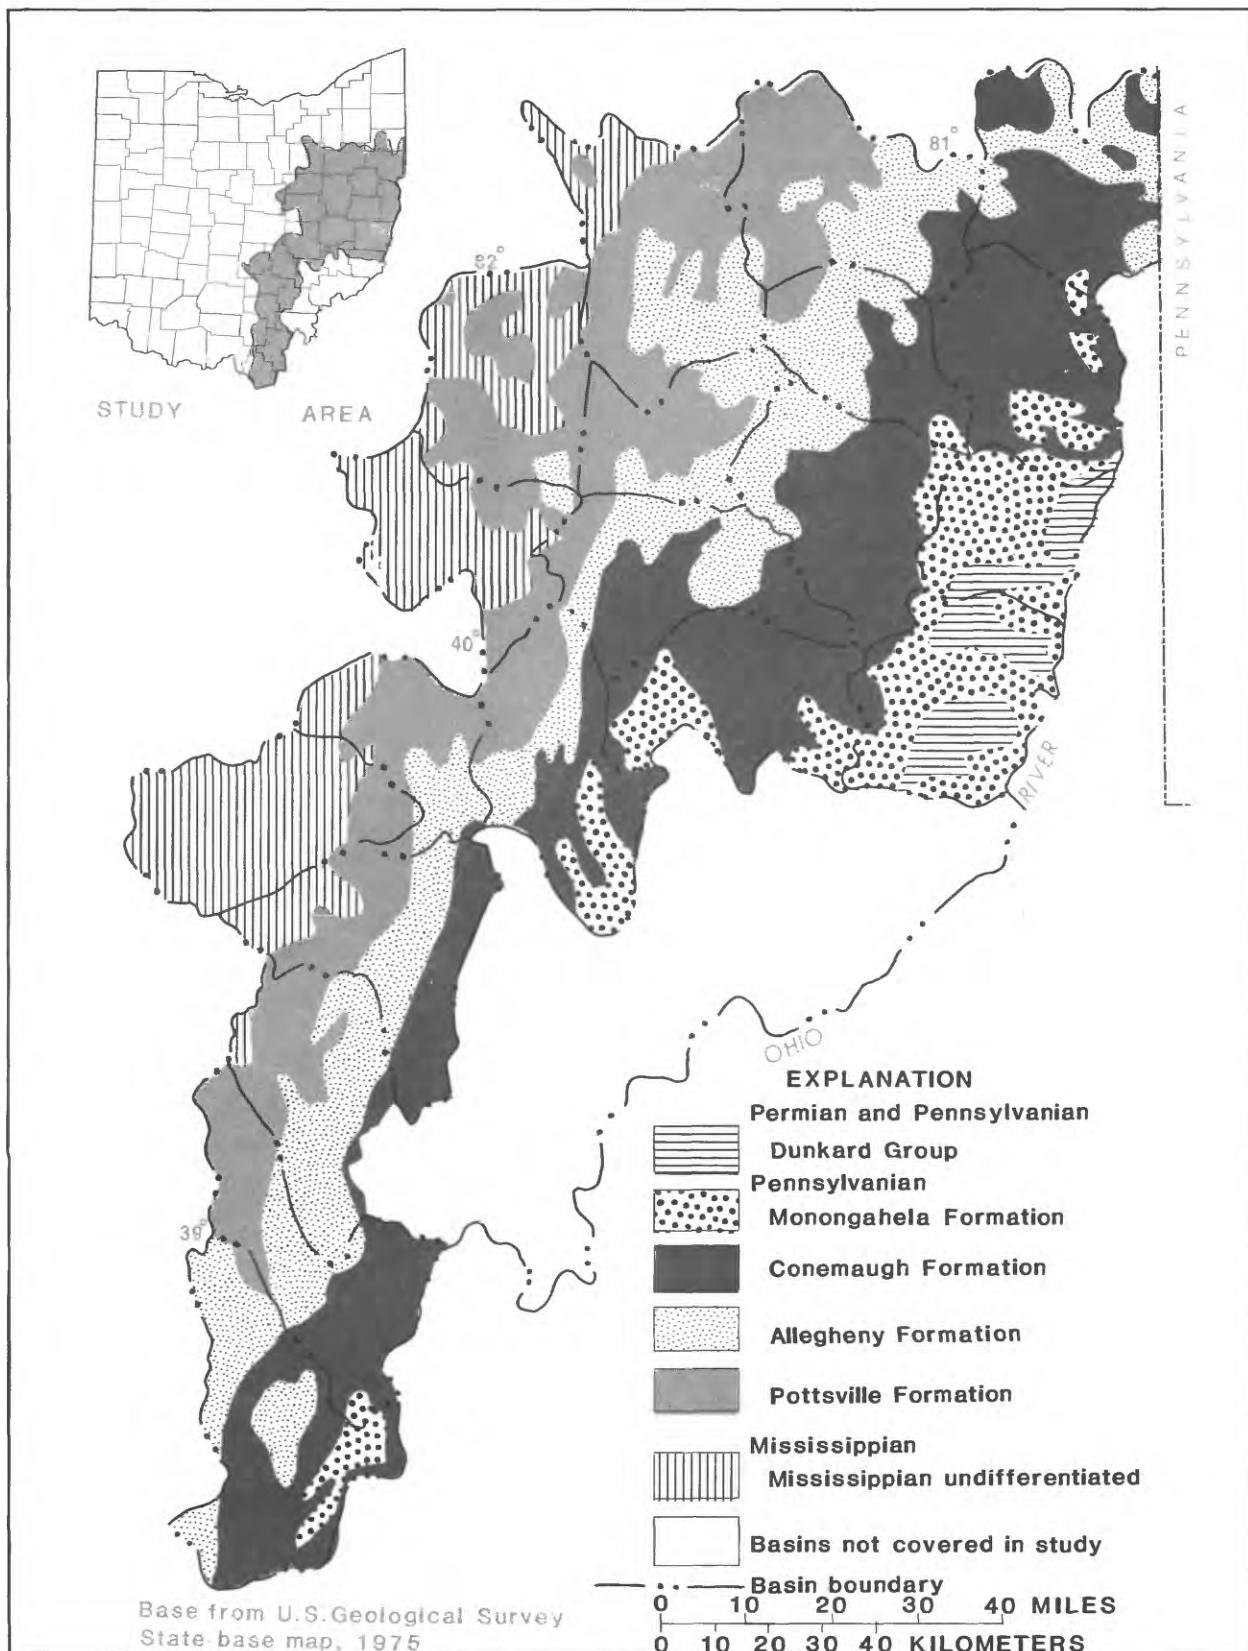 81°
PENNSYLVANIA
82°
STUDY AREA
40°
RIVER
OHIO
39°
EXPLANATION
Permian and Pennsylvanian
Dunkard Group
Pennsylvanian
Monongahela Formation
Conemaugh Formation
Allegheny Formation
Pottsville Formation
Mississippian
Mississippian undifferentiated
Basins not covered in study
Basin boundary
0 10 20 30 40 MILES
0 10 20 30 40 KILOMETERS
Base from U.S.Geological Survey
State base map, 1975